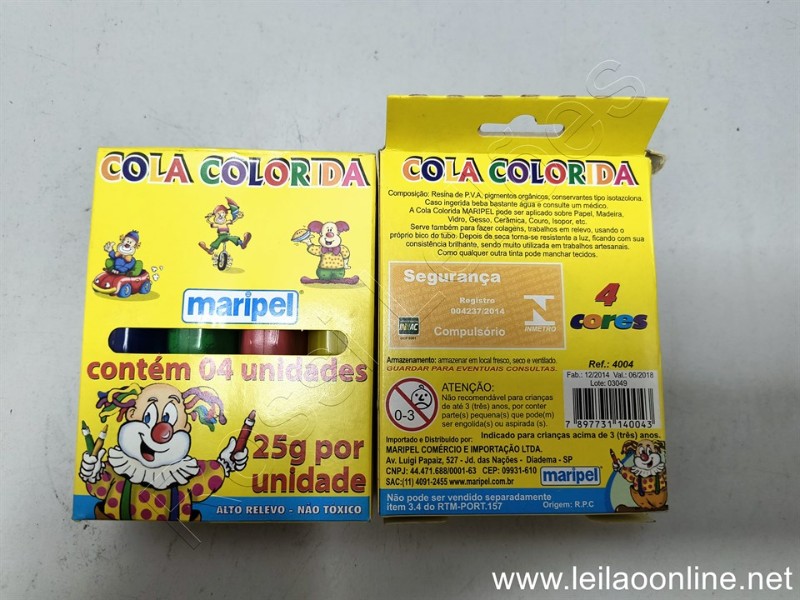 COLA COLORIDA
maripel
contém 04 unidades
25g por
unidade
ALTO RELEVO - NÃO TOXICO
COLA COLORIDA
Composição: Resina de P.V.A, pigmentos orgânicos, conservantes tipo isotiazolona.
Caso ingerida beba bastante água e consulte um médico.
A Cola Colorida MARIPEL pode ser aplicado sobre Papel, Madeira,
Vidro, Gesso, Cerâmica, Couro, Isopor, etc.
Serve também para fazer colagens, trabalhos em relevo, usando o
próprio bico do tubo. Depois de seca torna-se resistente a luz, ficando com sua
consistência brilhante, sendo muito utilizada em trabalhos artesanais.
Como qualquer outra tinta pode manchar tecidos.
Segurança
Registro
004237/2014
Compulsório
INMETRO
4
cores
Armazenamento: armazenar em local fresco, seco e ventilado.
GUARDAR PARA EVENTUAIS CONSULTAS.
Ref.: 4004
Fab.: 12/2014 Val.: 06/2018
Lote: 03049
7 897731 140043
0-3
ATENÇÃO:
Não recomendável para crianças
de até 3 (três) anos, por conter
parte(s) pequena(s) que pode(m)
ser engolida(s) ou aspirada (s).
Indicado para crianças acima de 3 (três) anos.
Importado e Distribuído por:
MARIPEL COMÉRCIO E IMPORTAÇÃO LTDA.
Av. Luigi Papaiz, 527 - Jd. das Nações - Diadema - SP
CNPJ: 44.471.688/0001-63 CEP: 09931-610
SAC:(11) 4091-2455 www.maripel.com.br
maripel
Não pode ser vendido separadamente
item 3.4 do RTM-PORT.157
Origem: R.P.C
www.leilaoonline.net